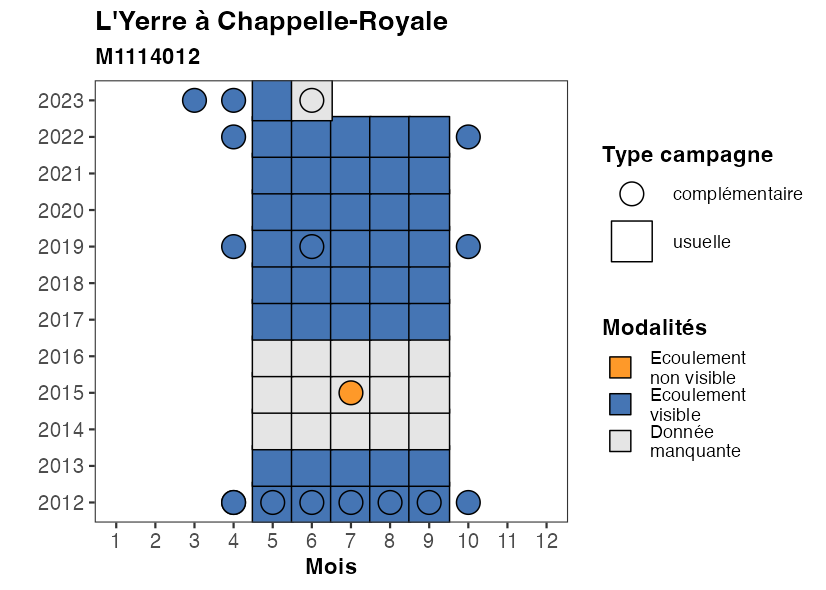 L'Yerre à Chappelle-Royale
M1114012
2023
2022
2021
2020
2019
2018
2017
2016
2015
2014
2013
2012
1 2 3 4 5 6 7 8 9 10 11 12
Mois
Type campagne
complémentaire
usuelle
Modalités
Ecoulement
non visible
Ecoulement
visible
Donnée
manquante